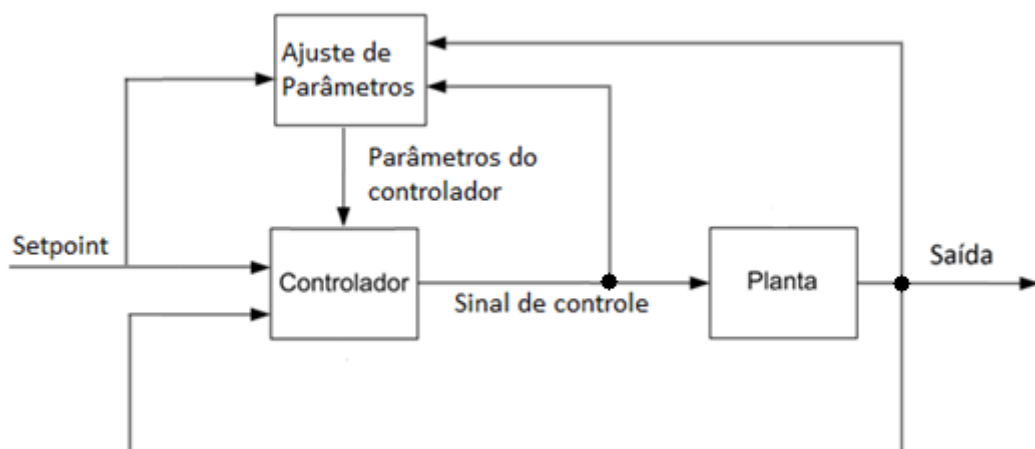 Ajuste de
Parâmetros
Parâmetros do
controlador
Setpoint
Controlador
Sinal de controle
Planta
Saída